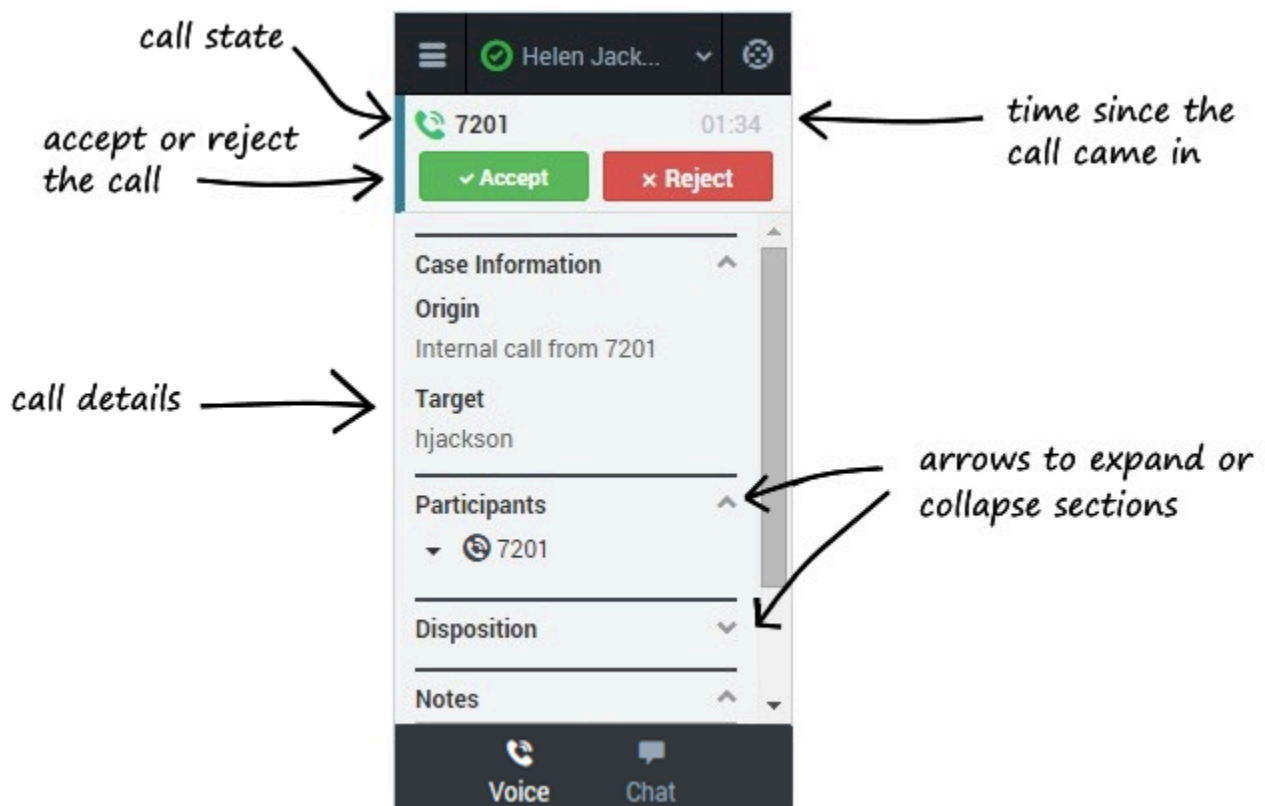 call state
Helen Jack...
7201
01:34
time since the
call came in
accept or reject
the call
Accept
Reject
Case Information
Origin
Internal call from 7201
call details
Target
hjackson
arrows to expand or
collapse sections
Participants
7201
Disposition
Notes
Voice
Chat